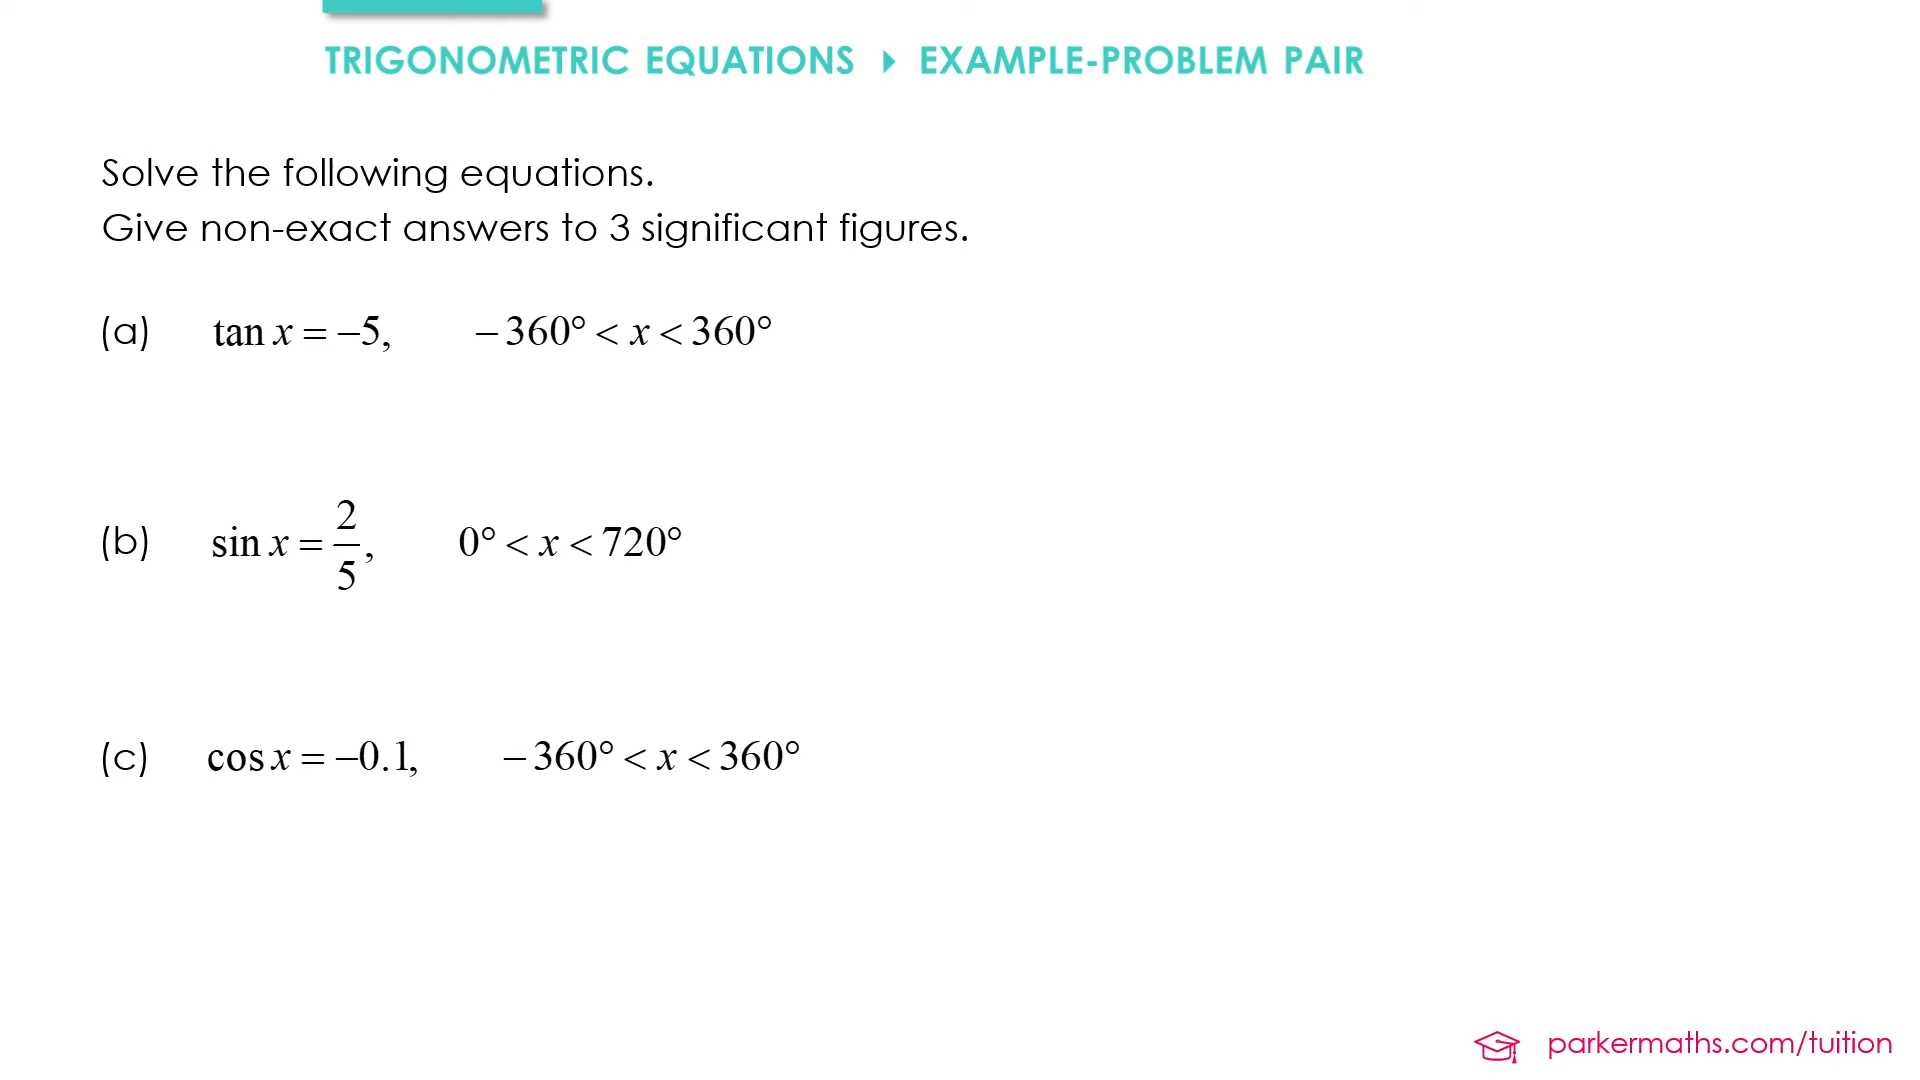 TRIGONOMETRIC EQUATIONS ▸ EXAMPLE-PROBLEM PAIR
Solve the following equations.
Give non-exact answers to 3 significant figures.
(a) tan x = −5, −360° < x < 360°
(b) sin x = 2/5, 0° < x < 720°
(c) cos x = −0.1, −360° < x < 360°
parkermaths.com/tuition